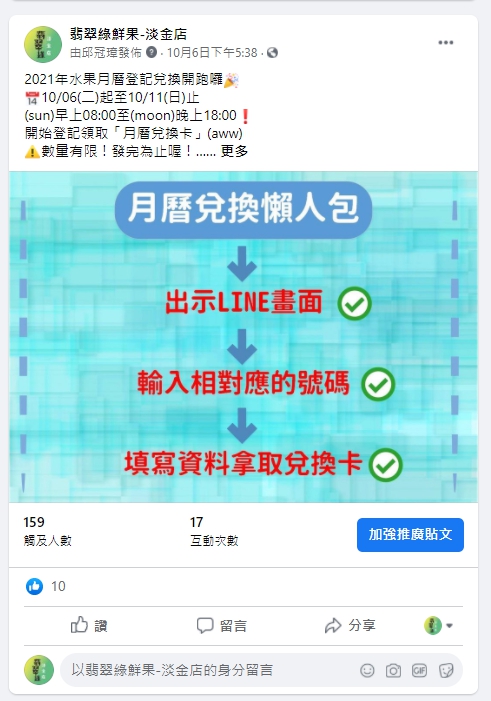 翡翠綠鮮果-淡金店
由邱冠瑋發佈 · 10月6日下午5:38 ·
2021年水果月曆登記兌換開跑囉🎉
📅10/06(二)起至10/11(日)止
(sun)早上08:00至(moon)晚上18:00❗
開始登記領取「月曆兌換卡」(aww)
⚠️數量有限！發完為止喔！...... 更多
月曆兌換懶人包
出示LINE畫面
輸入相對應的號碼
填寫資料拿取兌換卡
159
觸及人數
17
互動次數
加強推廣貼文
10
讚
留言
分享
以翡翠綠鮮果-淡金店的身分留言
GIF